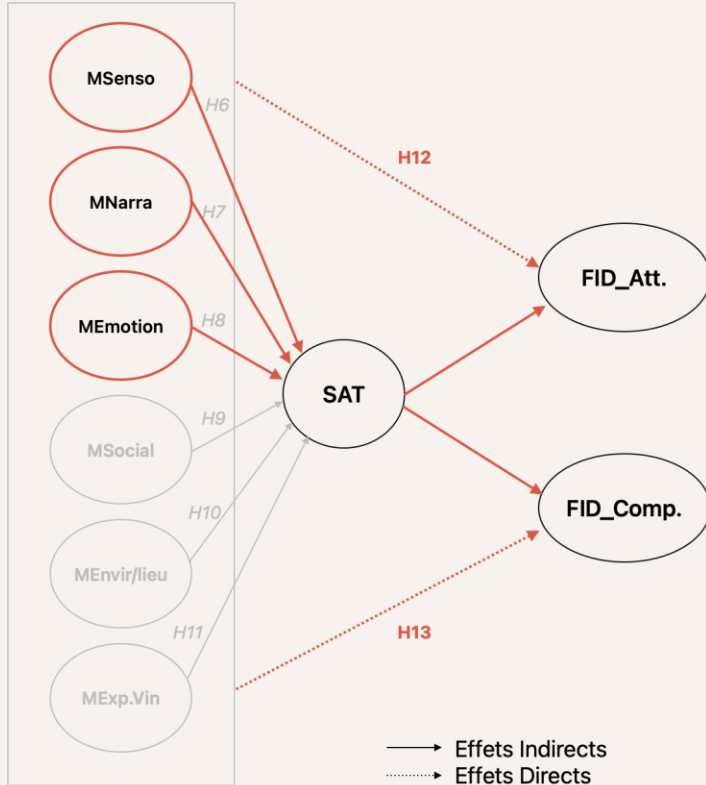 MSenso
H6
H12
MNarra
H7
FID_Att.
MEmotion
H8
SAT
H9
MSocial
H10
FID_Comp.
MEnvir/lieu
H11
H13
MExp.Vin
Effets Indirects
Effets Directs